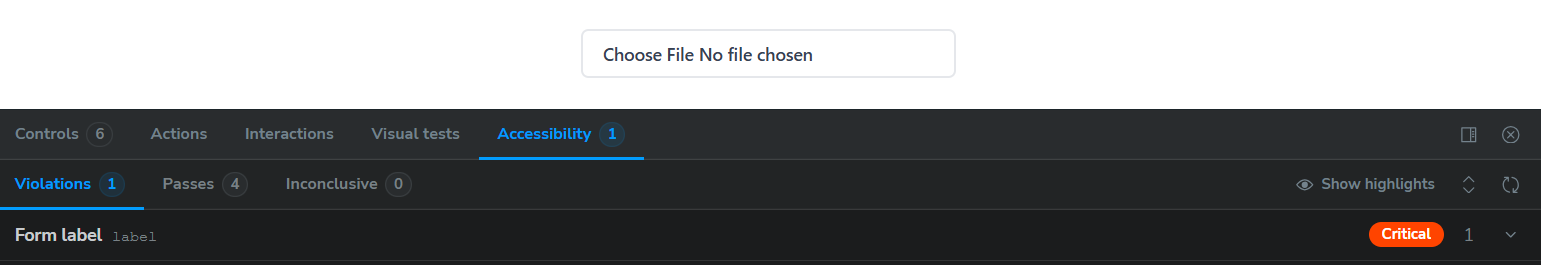 Choose File No file chosen
Controls 6 Actions Interactions Visual tests Accessibility 1
Violations 1 Passes 4 Inconclusive 0 Show highlights
Form label label Critical 1